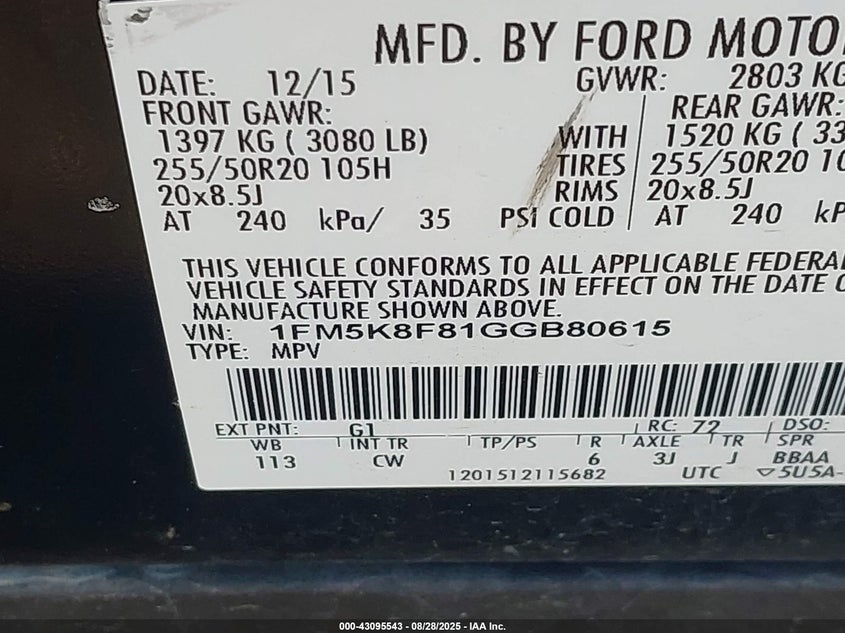 MFD. BY FORD MOTO
DATE: 12/15 GVWR: 2803 KG
FRONT GAWR: REAR GAWR:
1397 KG ( 3080 LB) WITH 1520 KG ( 33
255/50R20 105H TIRES 255/50R20 10
20x8.5J RIMS 20x8.5J
AT 240 kPa/ 35 PSI COLD AT 240 kP
THIS VEHICLE CONFORMS TO ALL APPLICABLE FEDERAL
VEHICLE SAFETY STANDARDS IN EFFECT ON THE DATE O
MANUFACTURE SHOWN ABOVE.
VIN: 1FM5K8F81GGB80615
TYPE: MPV
EXT PNT: G1 RC: 72 DSO:
WB INT TR TP/PS R AXLE TR SPR
113 CW 6 3J J BBAA
1201512115682 UTC ▽5U5A-
000-43095543 - 08/28/2025 - IAA Inc.